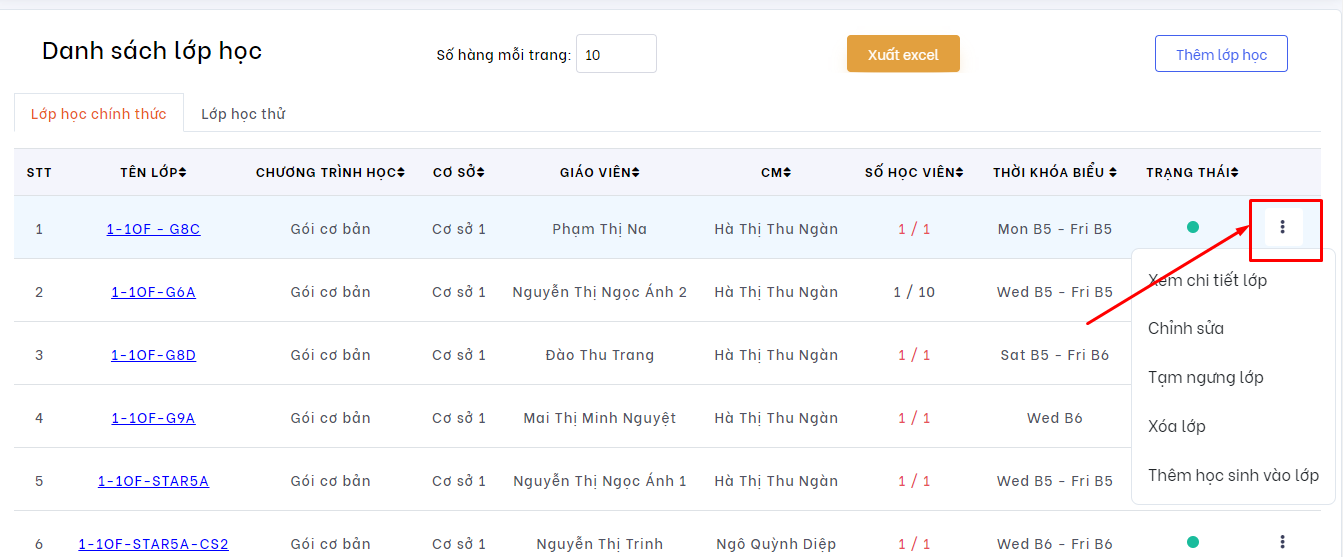 Danh sách lớp học Số hàng mỗi trang: 10 Xuất excel Thêm lớp học
Lớp học chính thức Lớp học thử
STT TÊN LỚP CHƯƠNG TRÌNH HỌC CƠ SỞ GIÁO VIÊN CM SỐ HỌC VIÊN THỜI KHÓA BIỂU TRẠNG THÁI
1 1-1OF - G8C Gói cơ bản Cơ sở 1 Phạm Thị Na Hà Thị Thu Ngàn 1 / 1 Mon B5 - Fri B5
Xem chi tiết lớp
2 1-1OF-G6A Gói cơ bản Cơ sở 1 Nguyễn Thị Ngọc Ánh 2 Hà Thị Thu Ngàn 1 / 10 Wed B5 - Fri B5
Chỉnh sửa
3 1-1OF-G8D Gói cơ bản Cơ sở 1 Đào Thu Trang Hà Thị Thu Ngàn 1 / 1 Sat B5 - Fri B6
Tạm ngưng lớp
4 1-1OF-G9A Gói cơ bản Cơ sở 1 Mai Thị Minh Nguyệt Hà Thị Thu Ngàn 1 / 1 Wed B6
Xóa lớp
5 1-1OF-STAR5A Gói cơ bản Cơ sở 1 Nguyễn Thị Ngọc Ánh 1 Hà Thị Thu Ngàn 1 / 1 Wed B5 - Fri B5
Thêm học sinh vào lớp
6 1-1OF-STAR5A-CS2 Gói cơ bản Cơ sở 1 Nguyễn Thị Trinh Ngô Quỳnh Diệp 1 / 1 Wed B6 - Fri B6